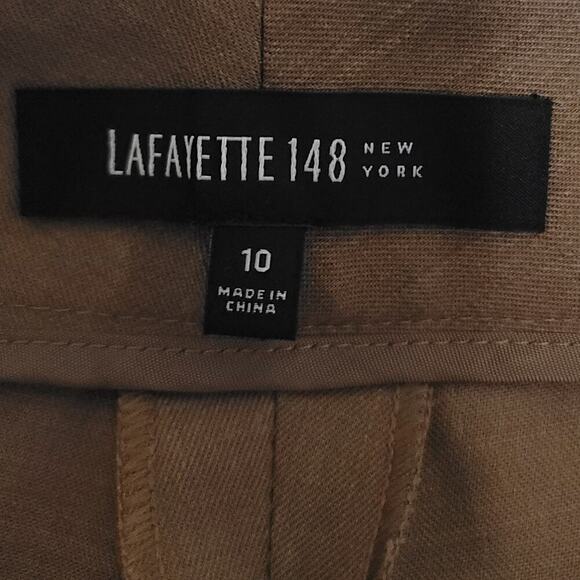 LAFAYETTE 148 NEW YORK
10
MADE IN
CHINA